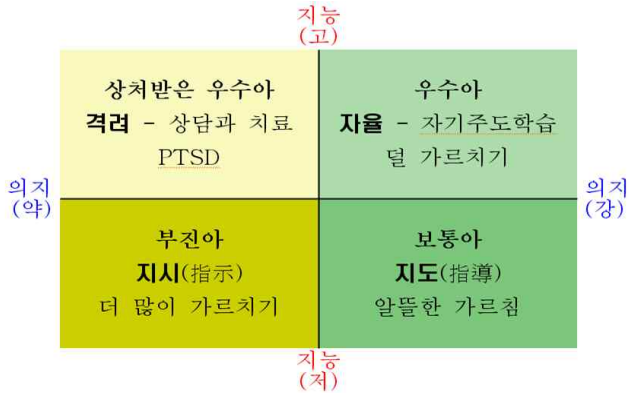 지능
(고)
상처받은 우수아
격려 - 상담과 치료
PTSD
우수아
자율 - 자기주도학습
덜 가르치기
의지
(약)
의지
(강)
부진아
지시(指示)
더 많이 가르치기
보통아
지도(指導)
알뜰한 가르침
지능
(저)